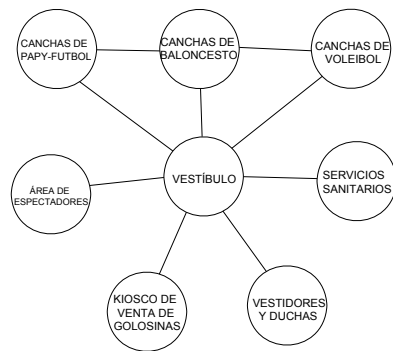 CANCHAS DE
PAPY-FUTBOL
CANCHAS DE
BALONCESTO
CANCHAS DE
VOLEIBOL
VESTÍBULO
ÁREA DE
ESPECTADORES
SERVICIOS
SANITARIOS
KIOSCO DE
VENTA DE
GOLOSINAS
VESTIDORES
Y DUCHAS